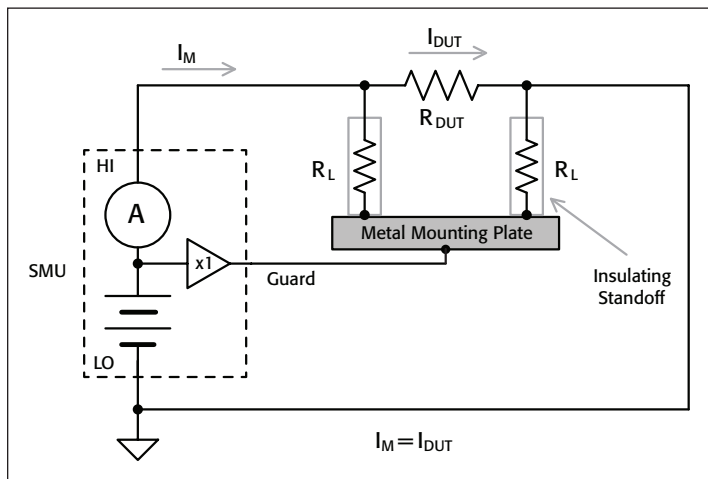 I_M
I_DUT
R_DUT
HI
R_L
R_L
A
Metal Mounting Plate
x1
SMU
Guard
Insulating
Standoff
LO
I_M = I_DUT